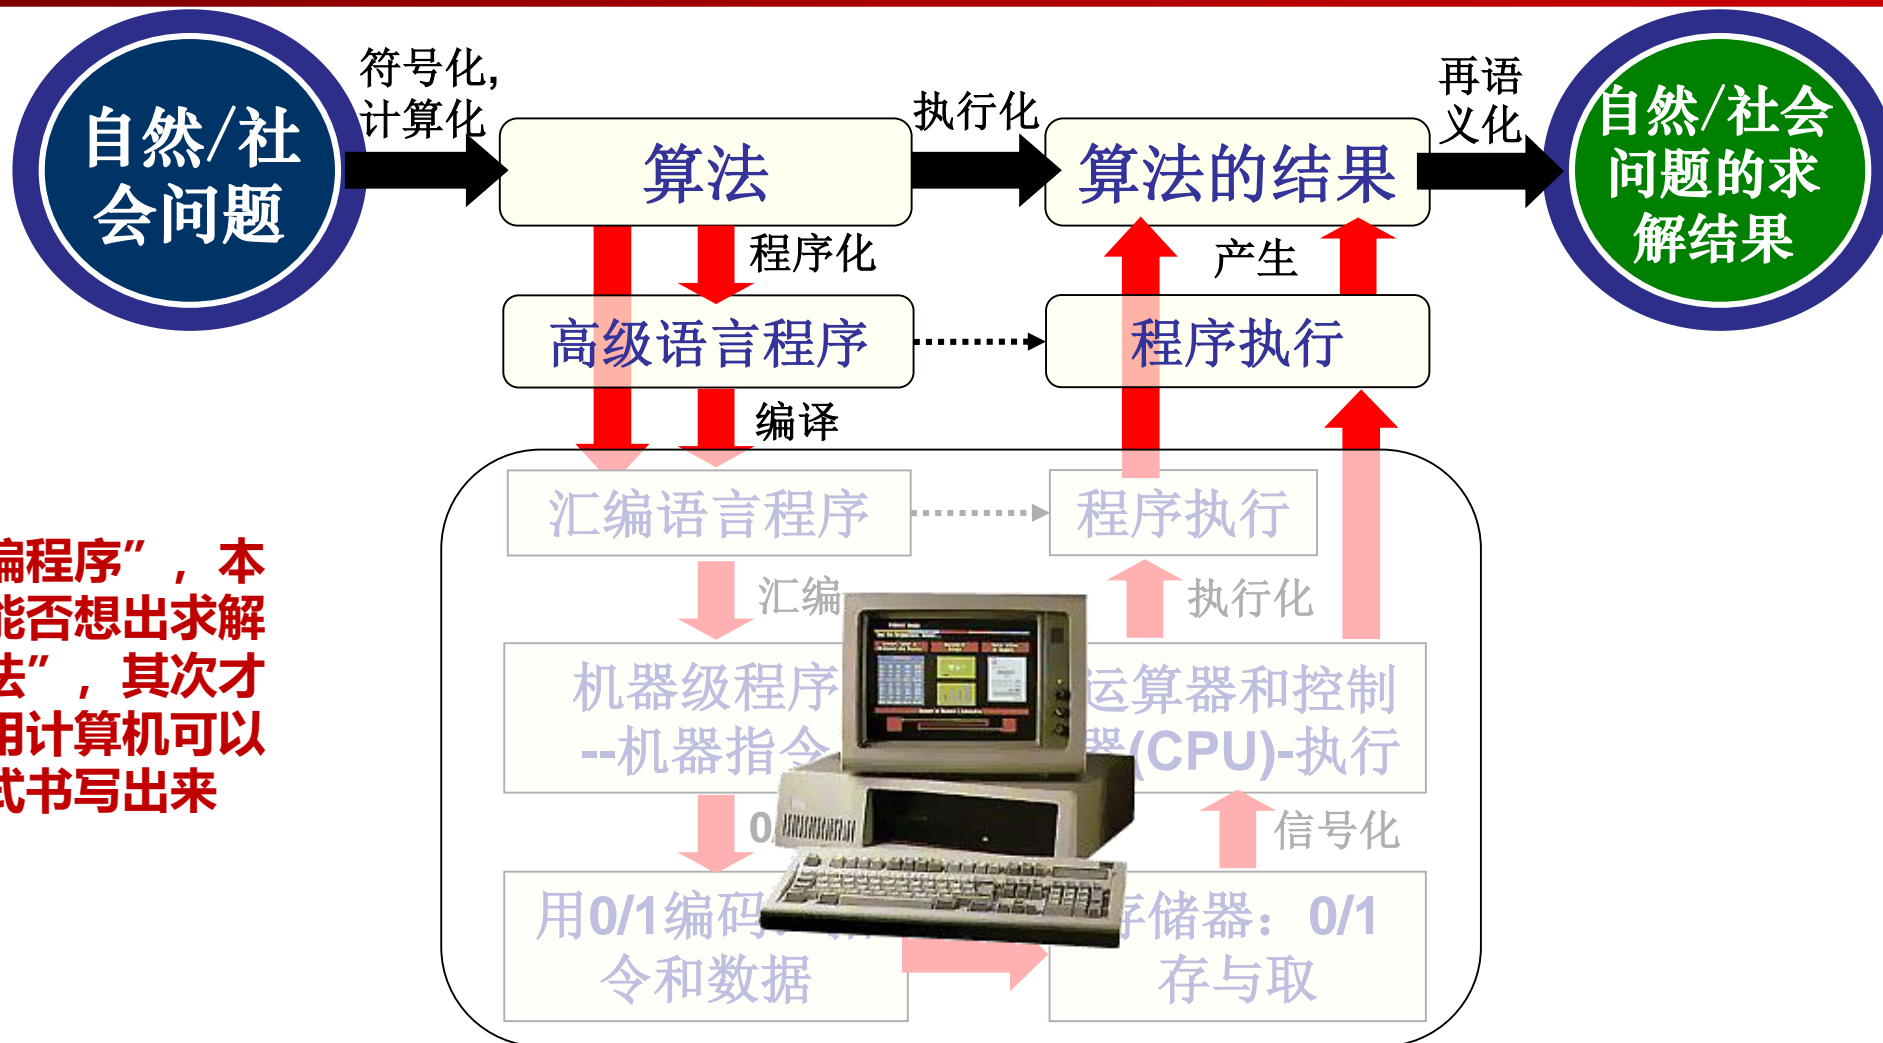 自然/社
会问题
符号化,
计算化
算法
执行化
算法的结果
再语
义化
自然/社会
问题的求
解结果
程序化
产生
高级语言程序
程序执行
编译
汇编语言程序
程序执行
汇编
执行化
机器级程序
--机器指令
运算器和控制
器(CPU)-执行
0/
信号化
用0/1编码
令和数据
存储器：0/1
存与取
编程序”，本
能否想出求解
法”，其次才
用计算机可以
式书写出来